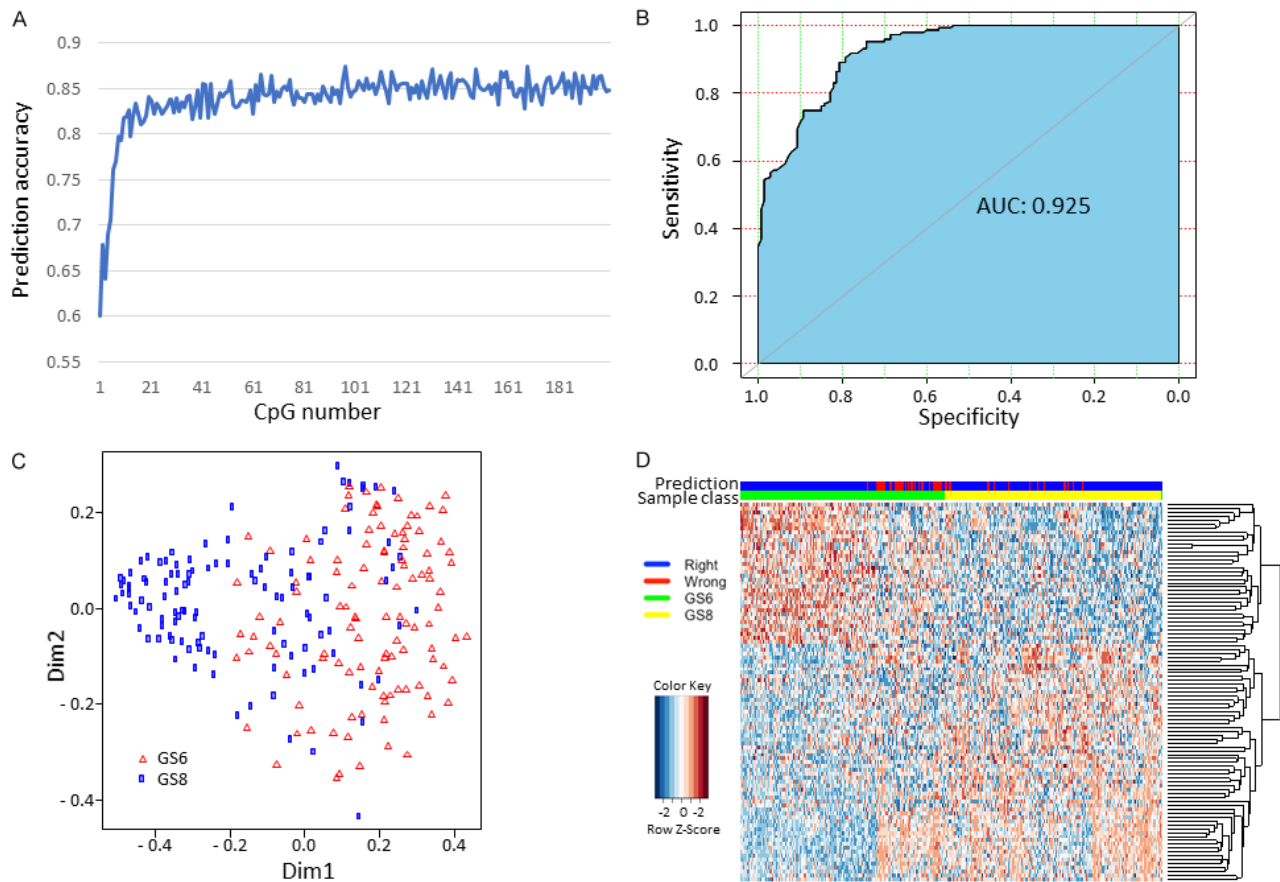 A
0.9
0.85
0.8
0.75
0.7
0.65
0.6
0.55
Prediction accuracy
1 21 41 61 81 101 121 141 161 181
CpG number
B
1.0
0.8
0.6
0.4
0.2
0.0
Sensitivity
AUC: 0.925
1.0 0.8 0.6 0.4 0.2 0.0
Specificity
C
0.2
0.0
- 0.2
- 0.4
Dim2
GS6
GS8
- 0.4 - 0.2 0.0 0.2 0.4
Dim1
D
Prediction
Sample class
Right
Wrong
GS6
GS8
Color Key
-2 0 -2
Row Z-Score